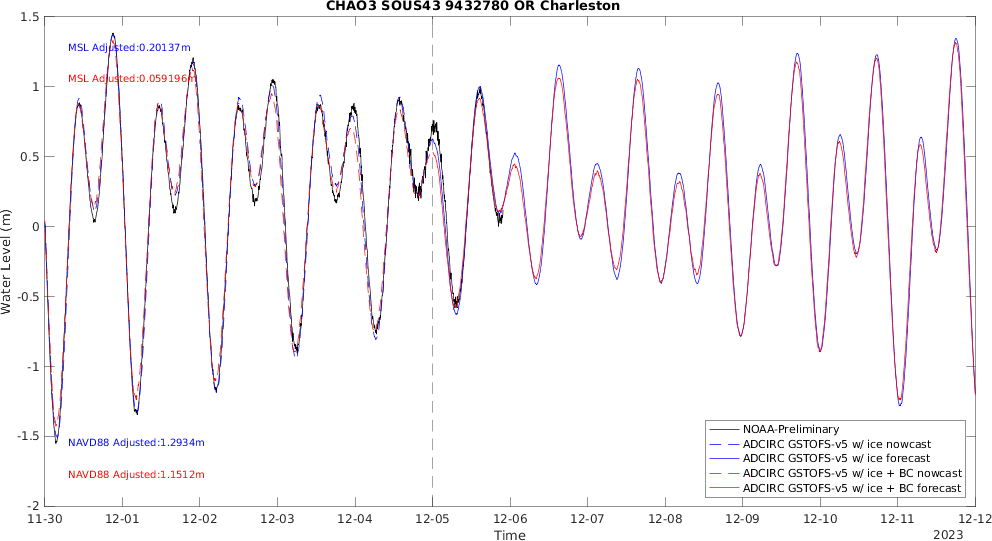 CHAO3 SOUS43 9432780 OR Charleston
1.5
1
0.5
0
-0.5
-1
-1.5
-2
Water Level (m)
MSL Adjusted:0.20137m
MSL Adjusted:0.059196m
NAVD88 Adjusted:1.2934m
NAVD88 Adjusted:1.1512m
NOAA-Preliminary
ADCIRC GSTOFS-v5 w/ ice nowcast
ADCIRC GSTOFS-v5 w/ ice forecast
ADCIRC GSTOFS-v5 w/ ice + BC nowcast
ADCIRC GSTOFS-v5 w/ ice + BC forecast
11-30 12-01 12-02 12-03 12-04 12-05 12-06 12-07 12-08 12-09 12-10 12-11 12-12
Time
2023